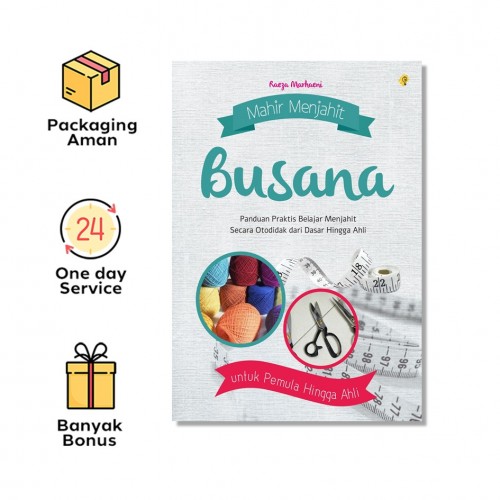 Packaging
Aman
24
One day
Service
Banyak
Bonus
Raeza Marhaeni
Mahir Menjahit
Busana
Panduan Praktis Belajar Menjahit
Secara Otodidak dari Dasar Hingga Ahli
untuk Pemula Hingga Ahli